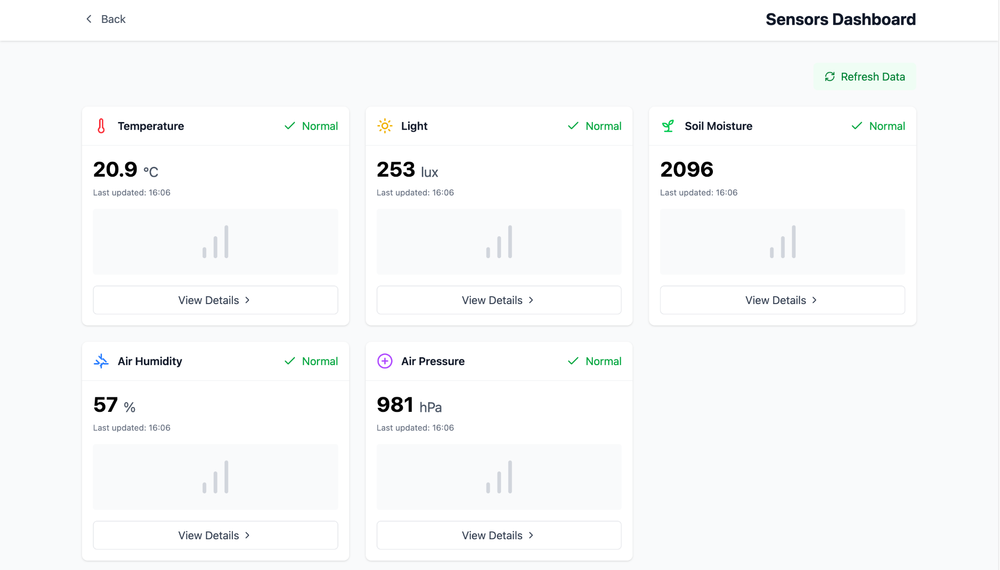 Back
Sensors Dashboard
Refresh Data
Temperature
Normal
20.9 °C
Last updated: 16:06
View Details
Light
Normal
253 lux
Last updated: 16:06
View Details
Soil Moisture
Normal
2096
Last updated: 16:06
View Details
Air Humidity
Normal
57 %
Last updated: 16:06
View Details
Air Pressure
Normal
981 hPa
Last updated: 16:06
View Details